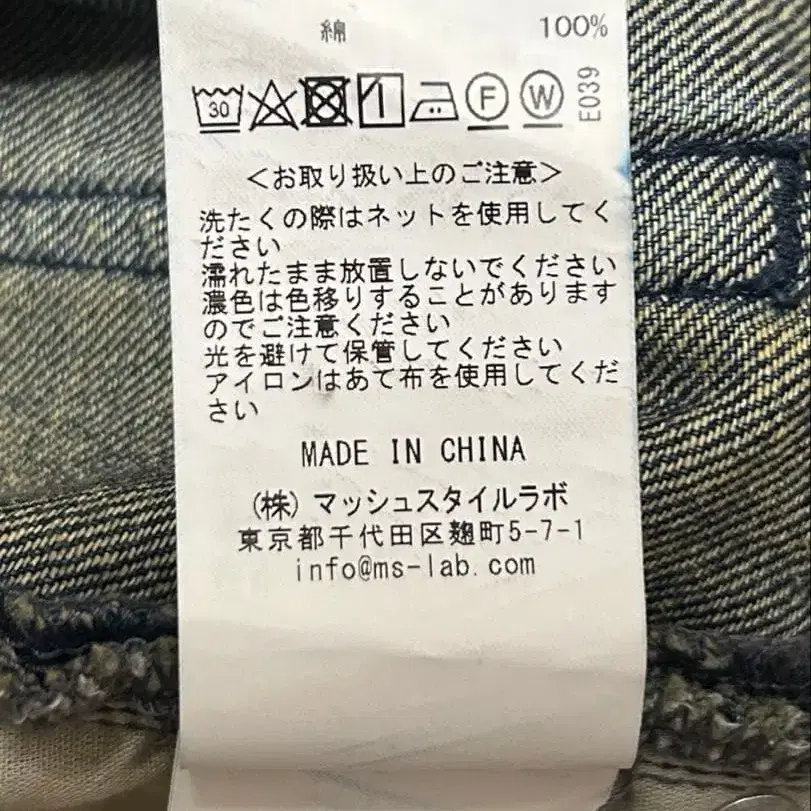 綿 100%
30 F W E039
<お取り扱い上のご注意>
洗たくの際はネットを使用してく
ださい
濡れたまま放置しないでください
濃色は色移りすることがあります
のでご注意ください
光を避けて保管してください
アイロンはあて布を使用してくだ
さい
MADE IN CHINA
(株) マッシュスタイルラボ
東京都千代田区麹町5-7-1
info@ms-lab.com